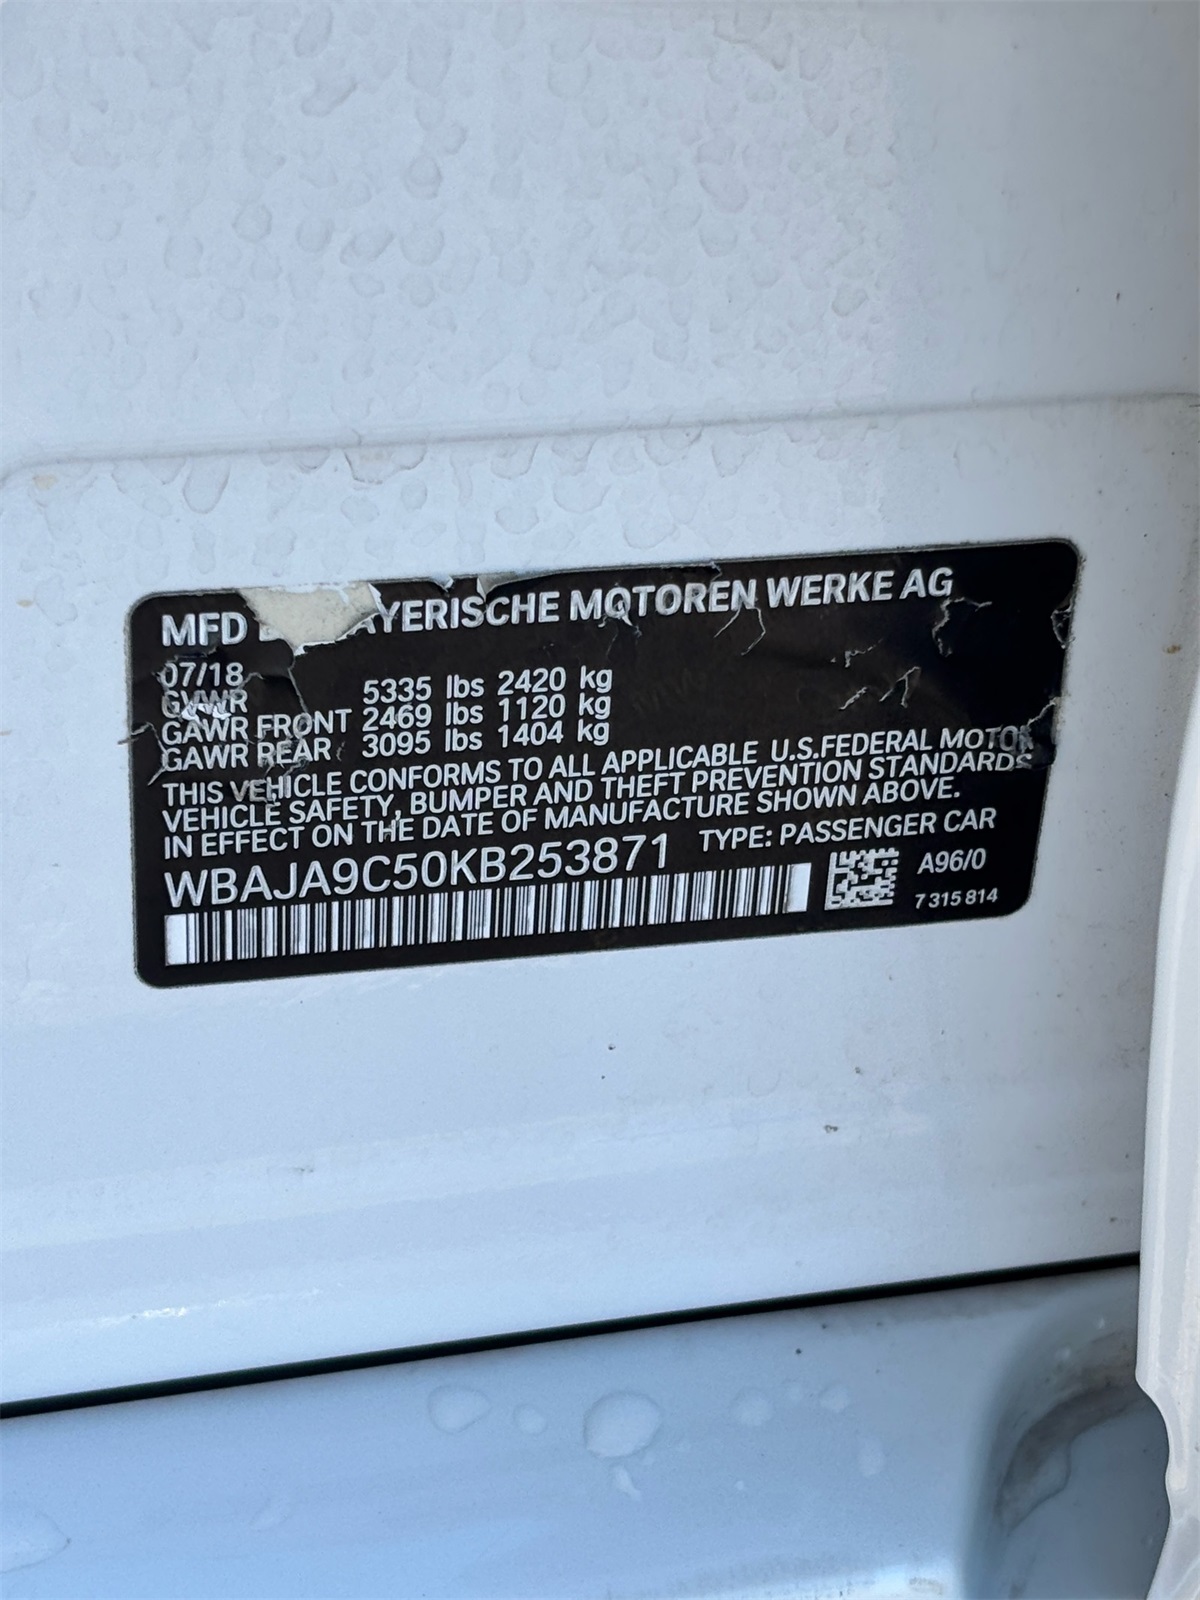 MFD AYERISCHE MOTOREN WERKE AG
07/18
GVWR 5335 lbs 2420 kg
GAWR FRONT 2469 lbs 1120 kg
GAWR REAR 3095 lbs 1404 kg
THIS VEHICLE CONFORMS TO ALL APPLICABLE U.S.FEDERAL MOTOR
VEHICLE SAFETY, BUMPER AND THEFT PREVENTION STANDARDS
IN EFFECT ON THE DATE OF MANUFACTURE SHOWN ABOVE.
WBAJA9C50KB253871 TYPE: PASSENGER CAR
A96/0
7 315 814